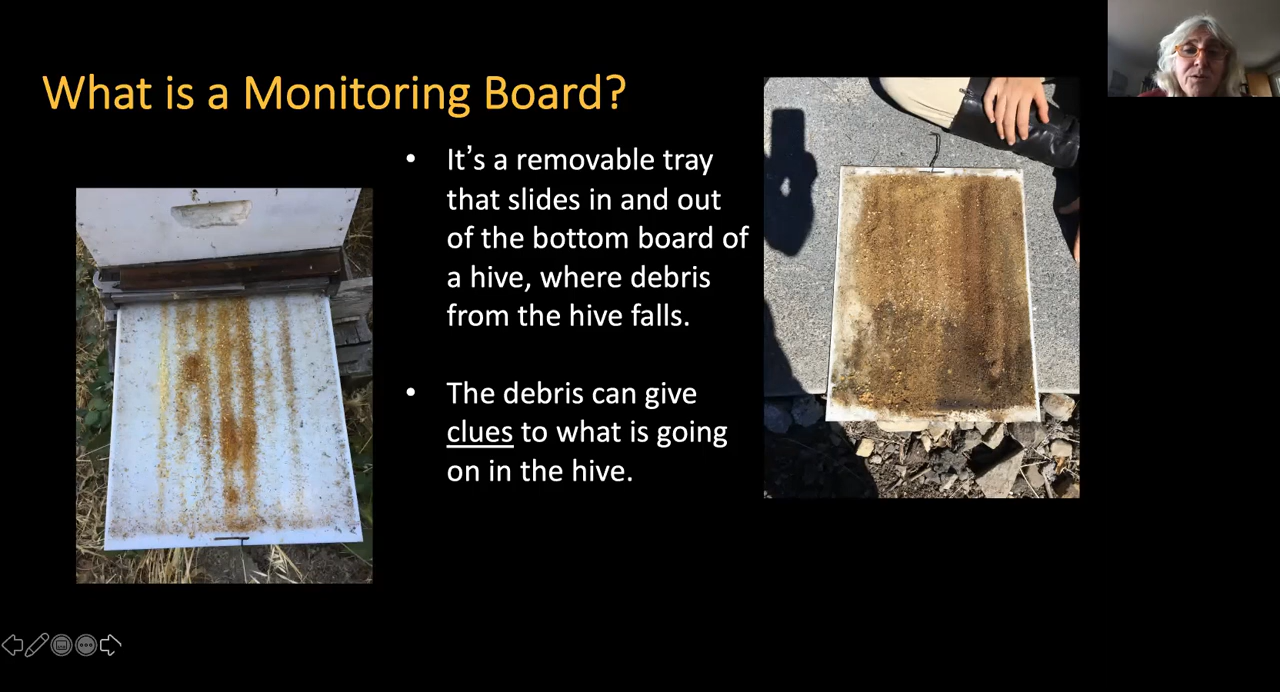 What is a Monitoring Board?
• It’s a removable tray
that slides in and out
of the bottom board of
a hive, where debris
from the hive falls.
• The debris can give
clues to what is going
on in the hive.